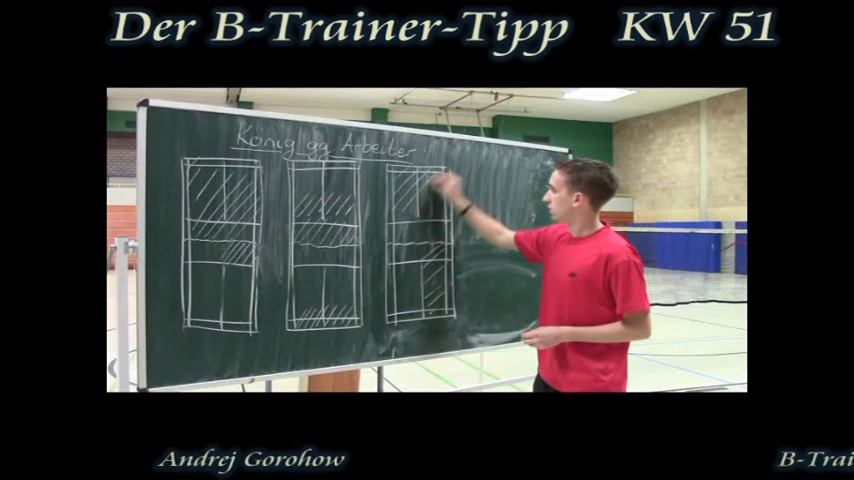 Der B-Trainer-Tipp KW 51
König gg Arbeiter
Andrej Gorohow
B-Trai